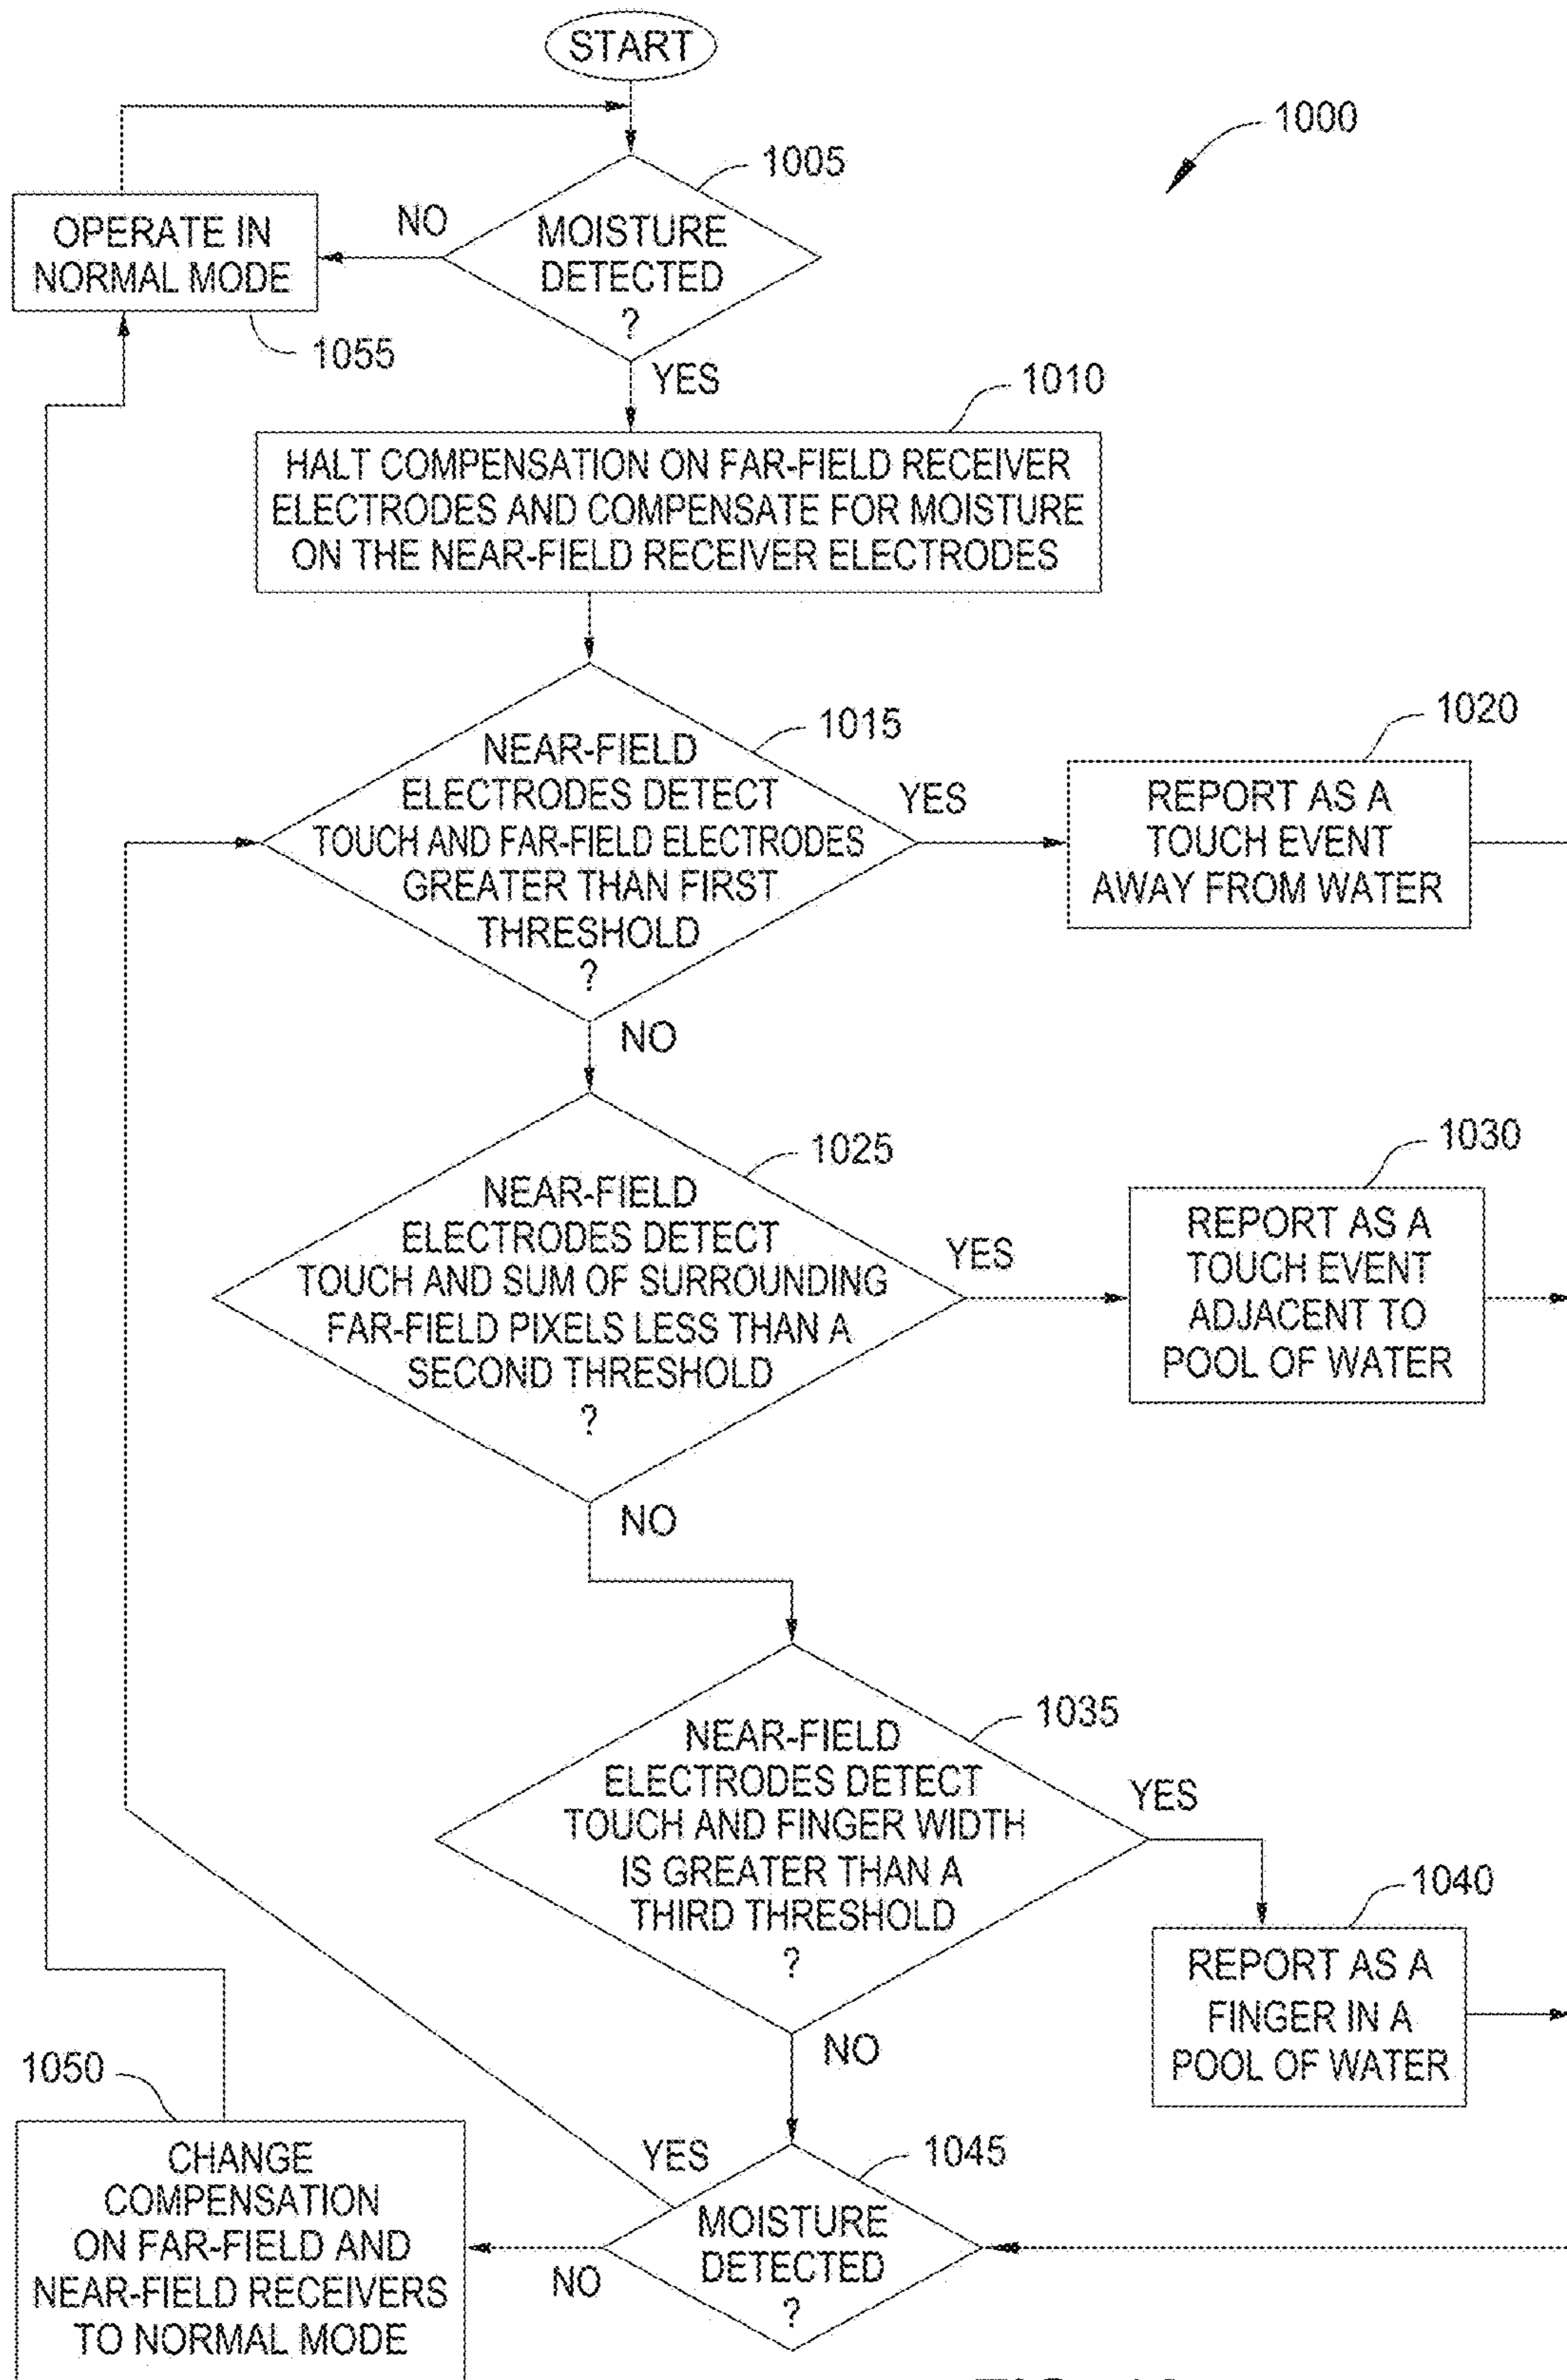 START
1000
1005
MOISTURE
DETECTED
?
NO
OPERATE IN
NORMAL MODE
1055
YES
1010
HALT COMPENSATION ON FAR-FIELD RECEIVER
ELECTRODES AND COMPENSATE FOR MOISTURE
ON THE NEAR-FIELD RECEIVER ELECTRODES
1015
NEAR-FIELD
ELECTRODES DETECT
TOUCH AND FAR-FIELD ELECTRODES
GREATER THAN FIRST
THRESHOLD
?
YES
1020
REPORT AS A
TOUCH EVENT
AWAY FROM WATER
NO
1025
NEAR-FIELD
ELECTRODES DETECT
TOUCH AND SUM OF SURROUNDING
FAR-FIELD PIXELS LESS THAN A
SECOND THRESHOLD
?
YES
1030
REPORT AS A
TOUCH EVENT
ADJACENT TO
POOL OF WATER
NO
1035
NEAR-FIELD
ELECTRODES DETECT
TOUCH AND FINGER WIDTH
IS GREATER THAN A
THIRD THRESHOLD
?
YES
1040
REPORT AS A
FINGER IN A
POOL OF WATER
NO
1045
MOISTURE
DETECTED
?
YES
NO
1050
CHANGE
COMPENSATION
ON FAR-FIELD AND
NEAR-FIELD RECEIVERS
TO NORMAL MODE